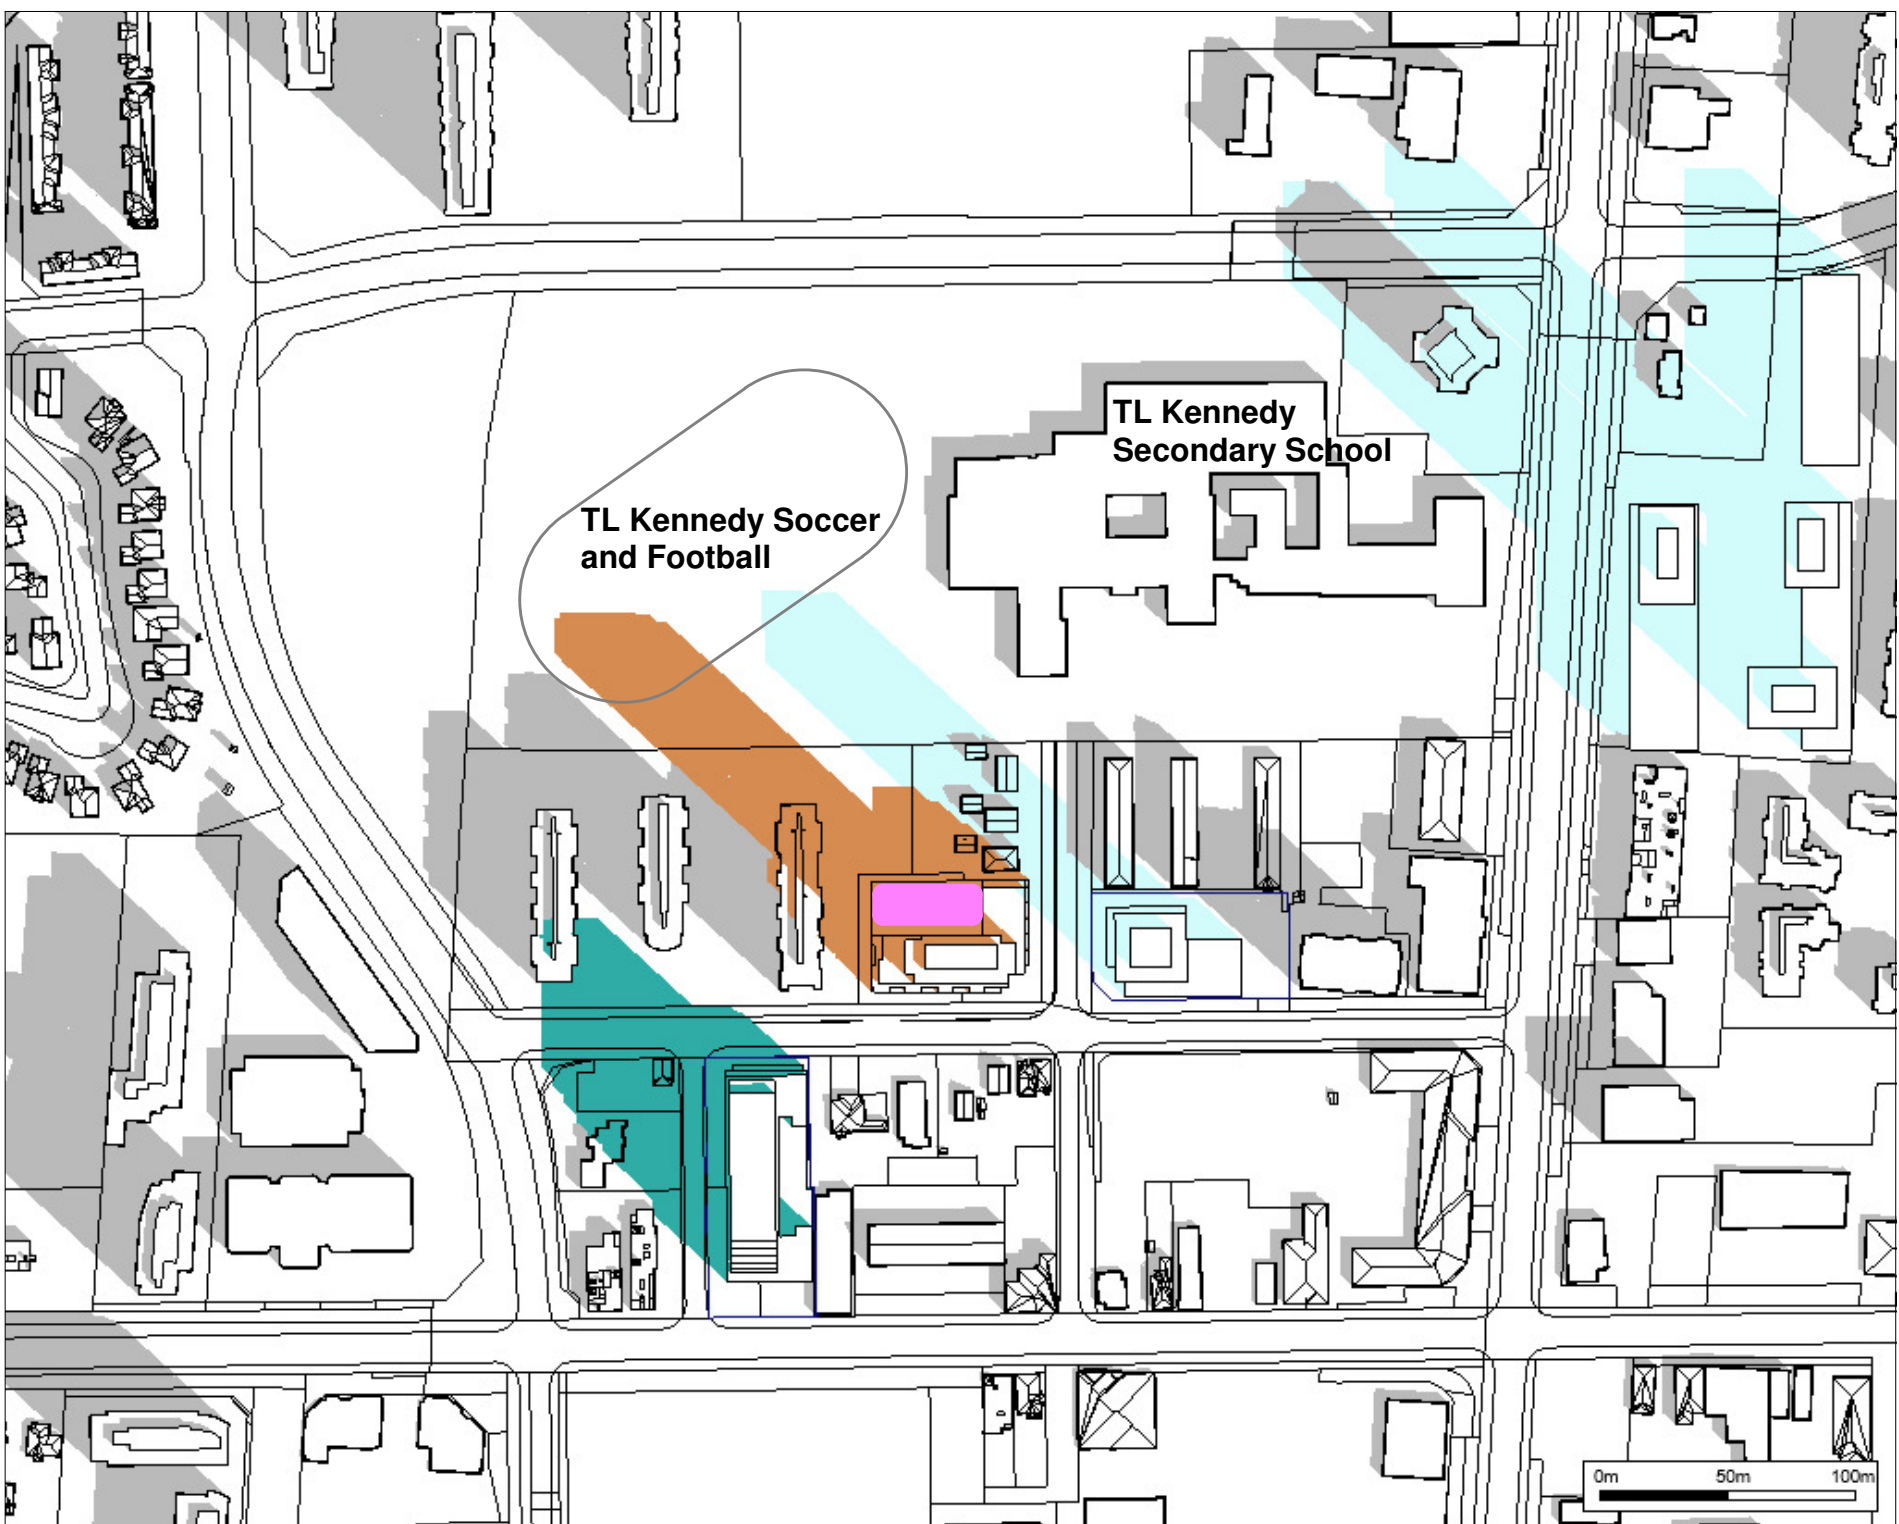 TL Kennedy
Secondary School
TL Kennedy Soccer
and Football
0m 50m 100m